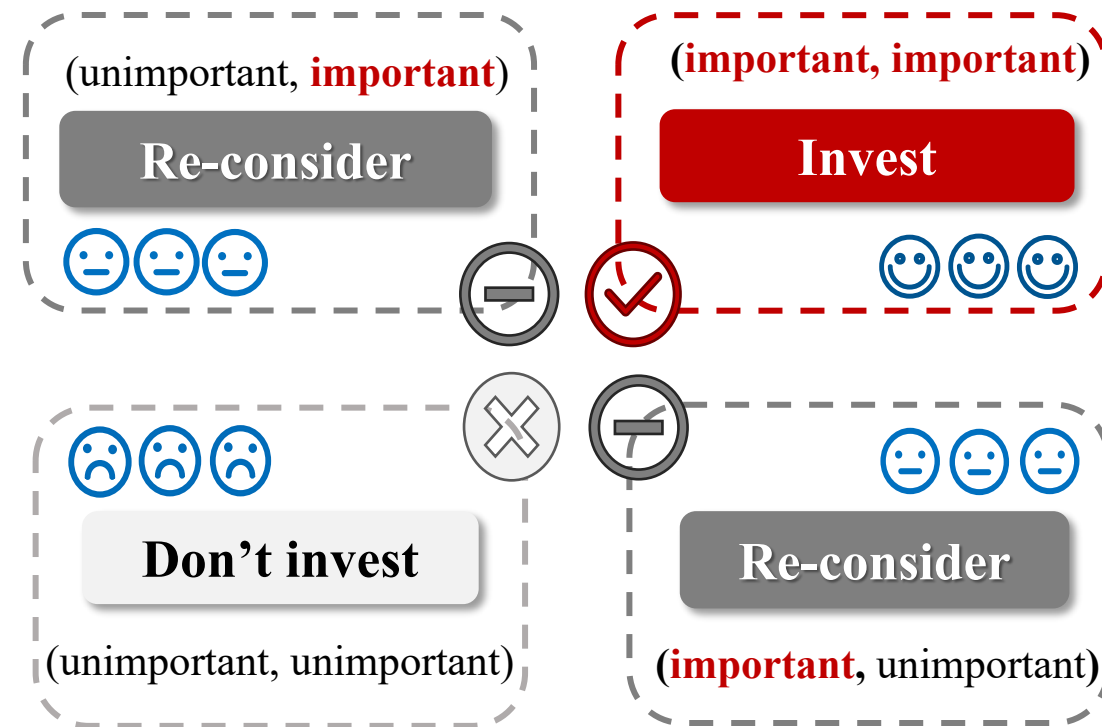 (unimportant, important)
Re-consider
(important, important)
Invest
Don’t invest
(unimportant, unimportant)
Re-consider
(important, unimportant)